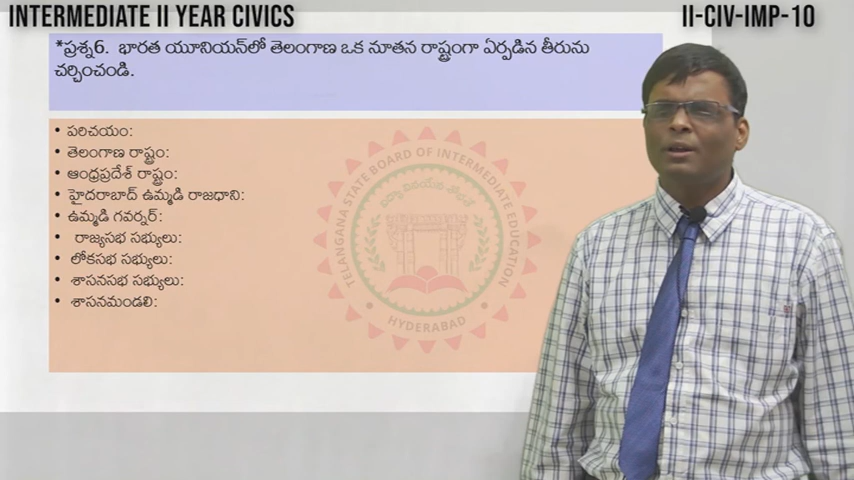 INTERMEDIATE II YEAR CIVICS
II-CIV-IMP-10
*ప్రశ్న6. భారత యూనియన్‌లో తెలంగాణ ఒక నూతన రాష్ట్రంగా ఏర్పడిన తీరును
చర్చించండి.
• పరిచయం:
• తెలంగాణ రాష్ట్రం:
• ఆంధ్రప్రదేశ్ రాష్ట్రం:
• హైదరాబాద్ ఉమ్మడి రాజధాని:
• ఉమ్మడి గవర్నర్:
• రాజ్యసభ సభ్యులు:
• లోకసభ సభ్యులు:
• శాసనసభ సభ్యులు:
• శాసనమండలి:
TELANGANA STATE BOARD OF INTERMEDIATE EDUCATION
HYDERABAD